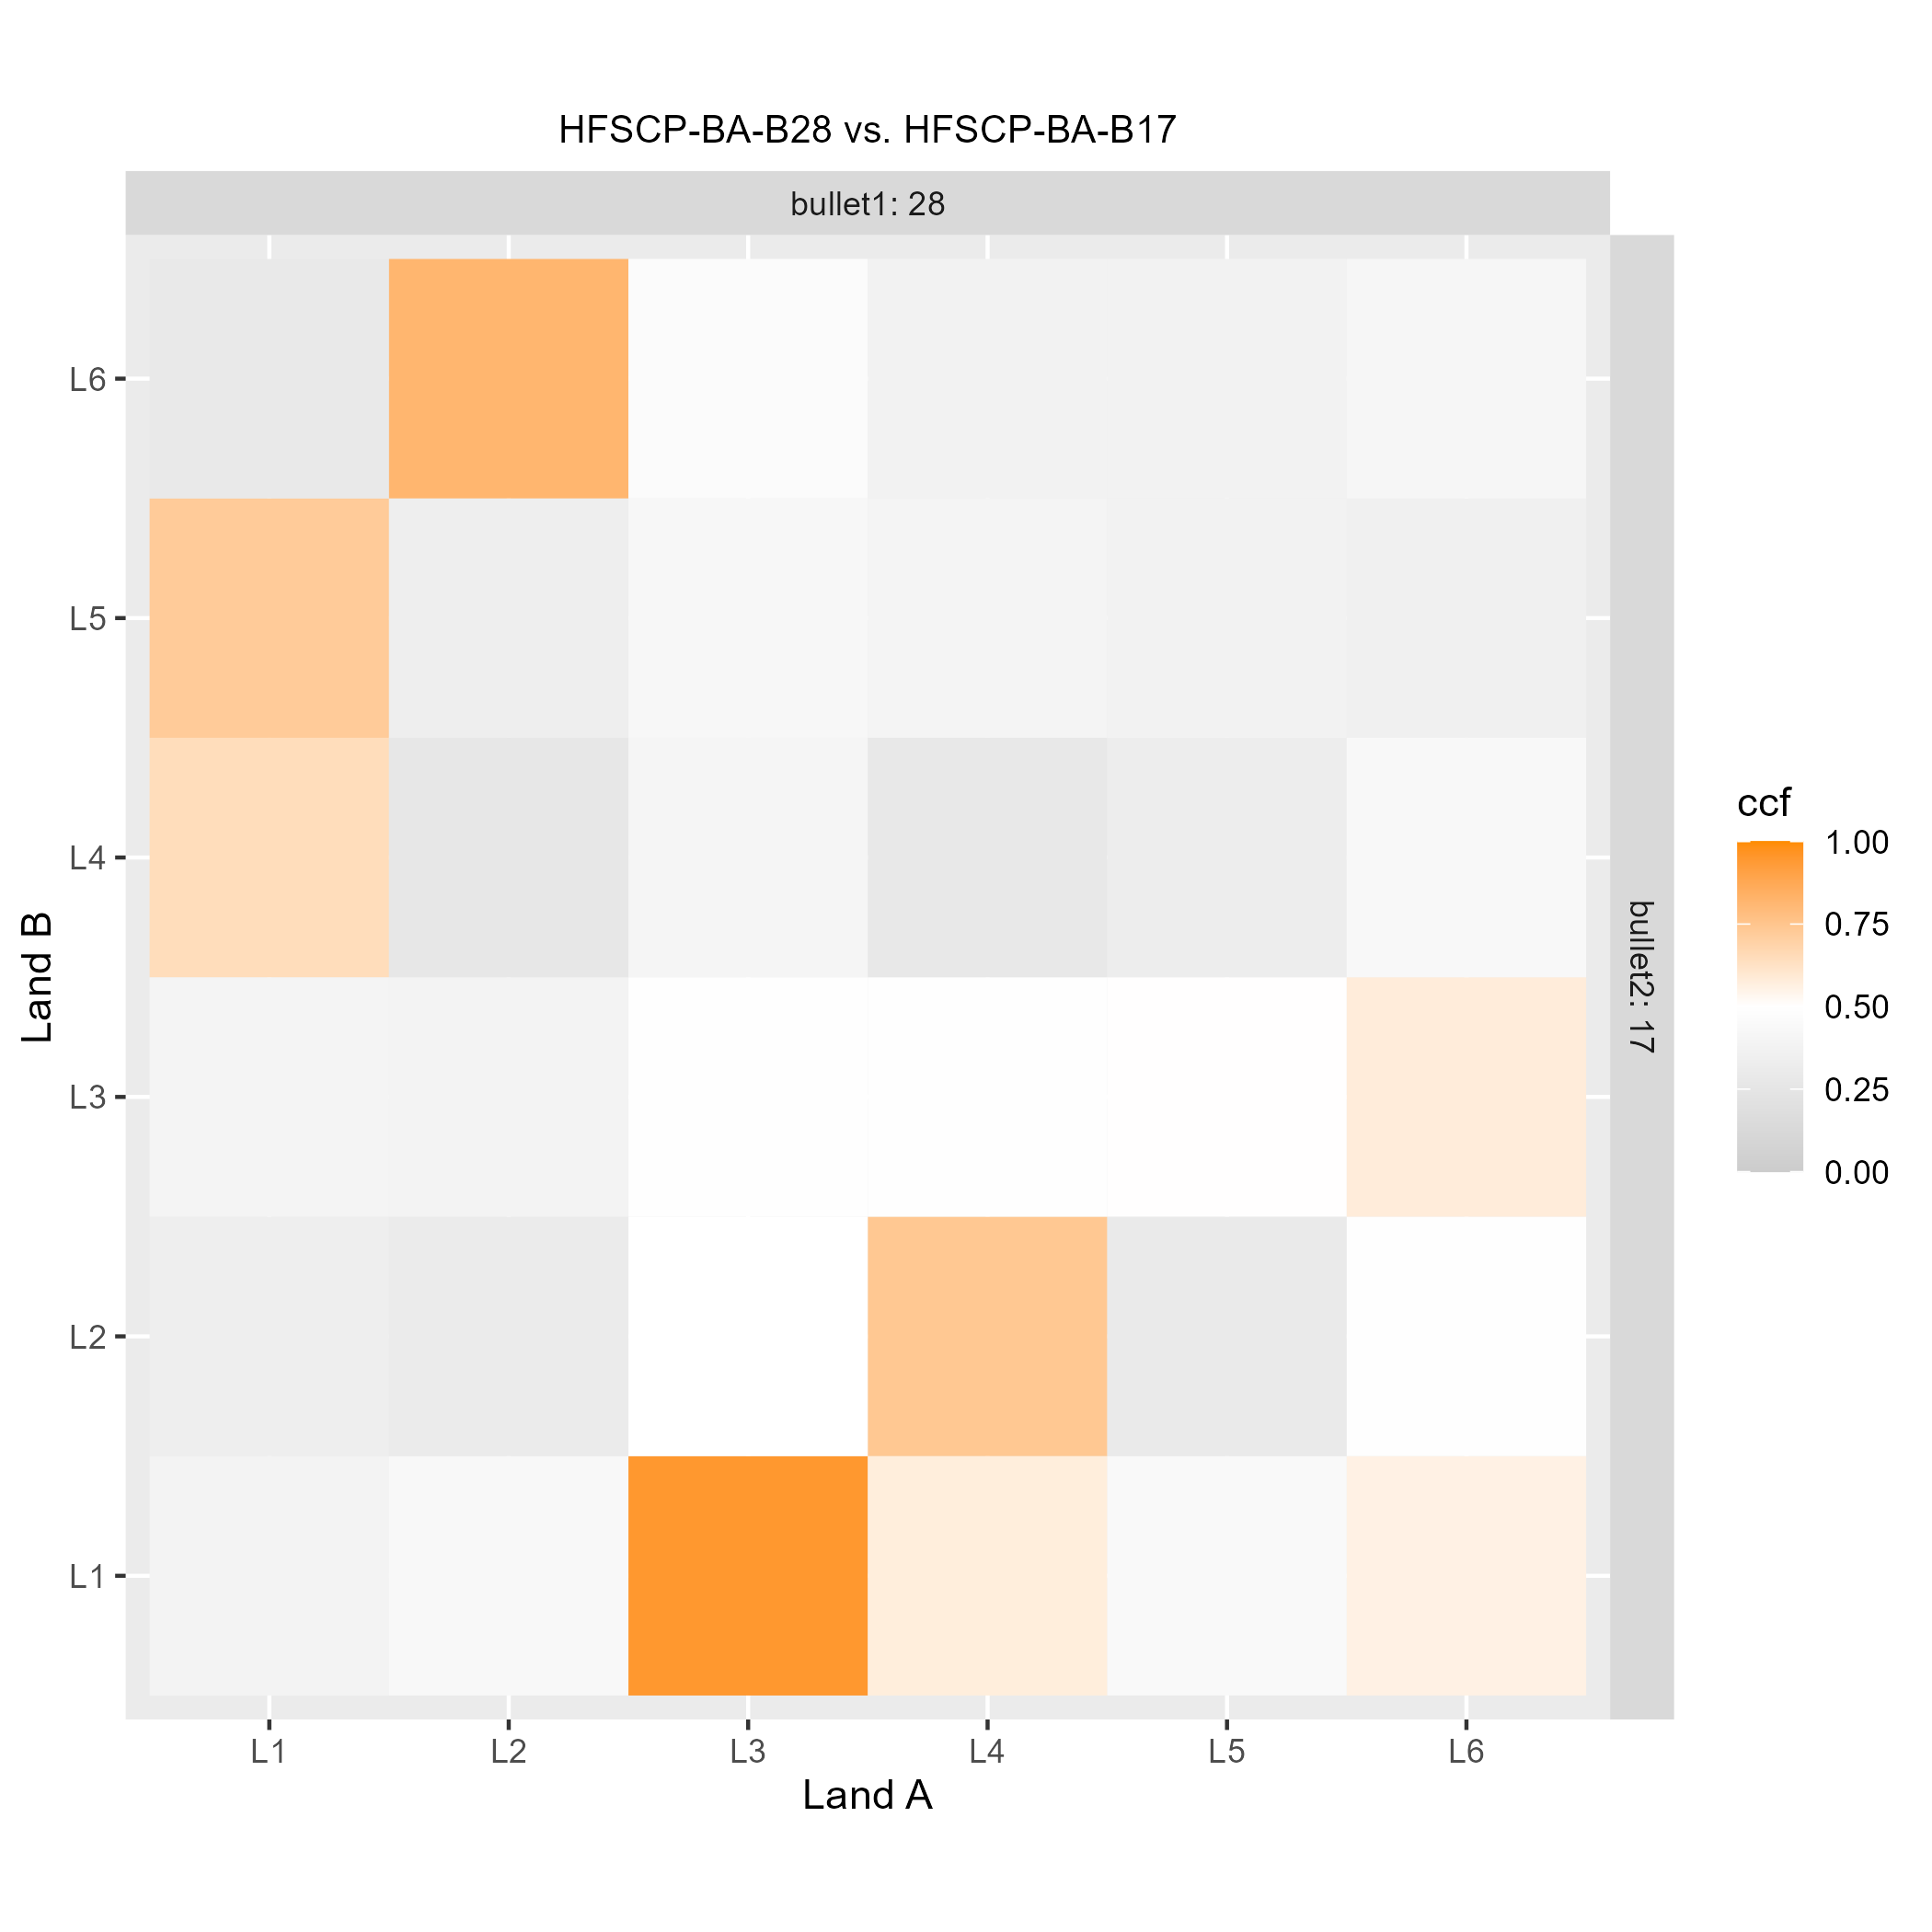 HFSCP-BA-B28 vs. HFSCP-BA-B17
bullet1: 28
L6
L5
L4
L3
L2
L1
Land B
bullet2: 17
L1
L2
L3
L4
L5
L6
Land A
ccf
1.00
0.75
0.50
0.25
0.00